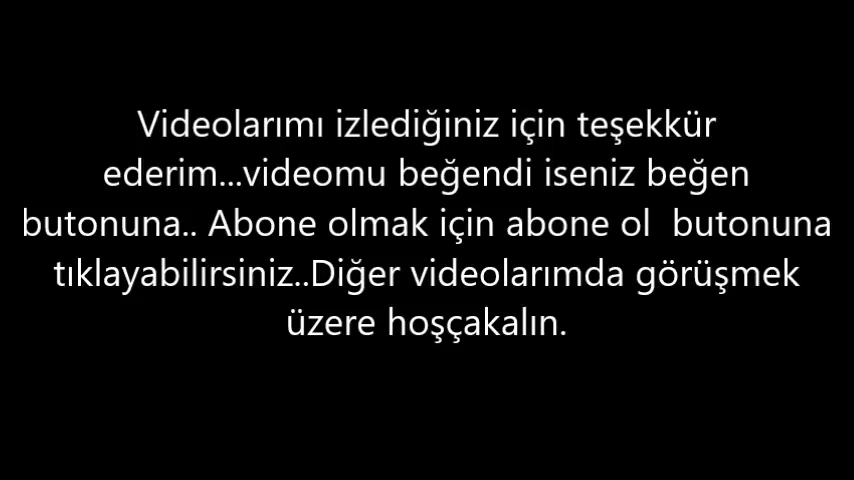 Videolarımı izlediğiniz için teşekkür
ederim...videomu beğendi iseniz beğen
butonuna.. Abone olmak için abone ol  butonuna
tıklayabilirsiniz..Diğer videolarımda görüşmek
üzere hoşçakalın.